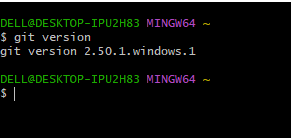 DELL@DESKTOP-IPU2H83 MINGW64 ~
$ git version
git version 2.50.1.windows.1
DELL@DESKTOP-IPU2H83 MINGW64 ~
$